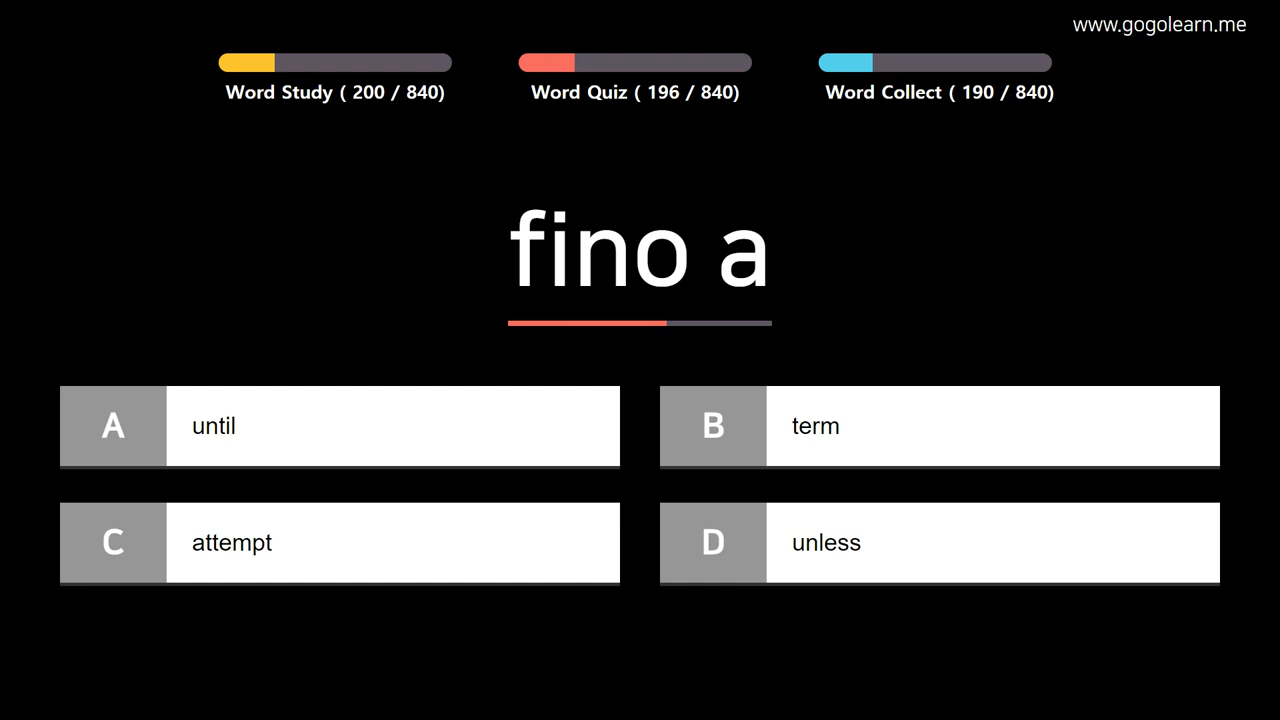 www.gogolearn.me
Word Study ( 200 / 840)
Word Quiz ( 196 / 840)
Word Collect ( 190 / 840)
fino a
A until
B term
C attempt
D unless